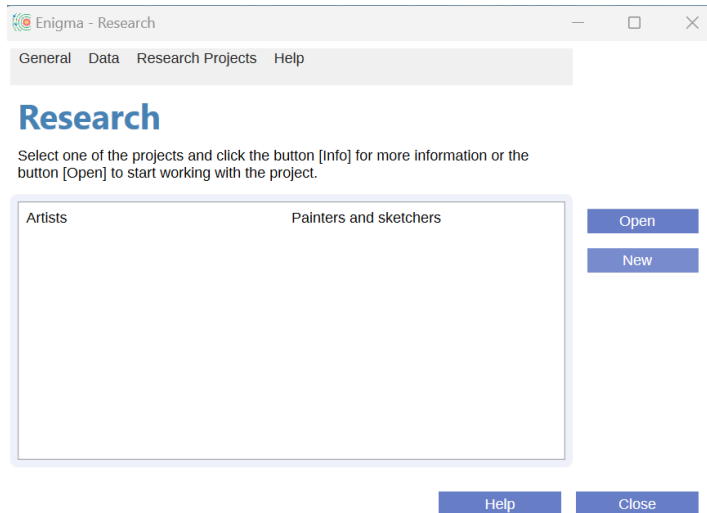 Enigma - Research
General Data Research Projects Help
Research
Select one of the projects and click the button [Info] for more information or the
button [Open] to start working with the project.
Artists Painters and sketchers
Open
New
Help Close